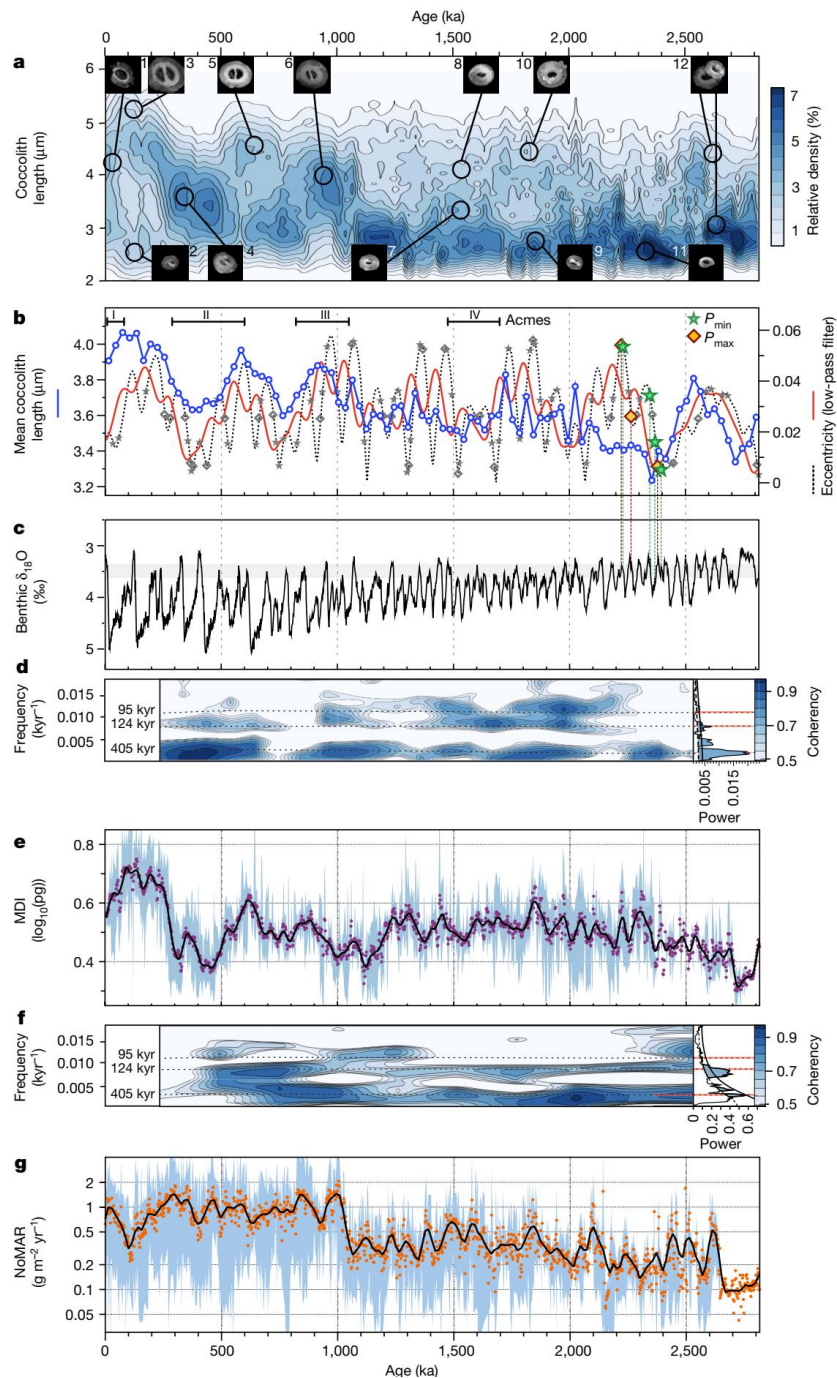 Age (ka)
0 500 1,000 1,500 2,000 2,500
a
6
5
4
3
2
Coccolith
length (μm)
1 3 5 6 8 10 12
2 4 7 9 11
7
5
3
1
Relative density (%)
b
I II III IV Acmes
P min
P max
4.0
3.8
3.6
3.4
3.2
Mean coccolith
length (μm)
0.06
0.04
0.02
0
Eccentricity (low-pass filter)
c
3
4
5
Benthic δ18O
(‰)
d
Frequency
(kyr−1)
0.015
0.010
0.005
95 kyr
124 kyr
405 kyr
0.9
0.7
0.5
Coherency
0.005
0.015
Power
e
0.8
0.6
0.4
MDI
(log10(pg))
f
Frequency
(kyr−1)
0.015
0.010
0.005
95 kyr
124 kyr
405 kyr
0.9
0.7
0.5
Coherency
0
0.2
0.4
0.6
Power
g
2
1
0.5
0.2
0.1
0.05
NoMAR
(g m−2 yr−1)
0 500 1,000 1,500 2,000 2,500
Age (ka)